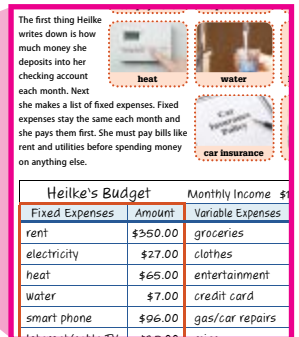 The first thing Heilke
writes down is how
much money she
deposits into her
checking account
each month. Next
she makes a list of fixed expenses. Fixed
expenses stay the same each month and
she pays them first. She must pay bills like
rent and utilities before spending money
on anything else.
heat
water
Car
Insurance
Policy
car insurance
Heilke's Budget Monthly Income $1
Fixed Expenses Amount Variable Expenses
rent $350.00 groceries
electricity $27.00 clothes
heat $65.00 entertainment
water $7.00 credit card
smart phone $96.00 gas/car repairs